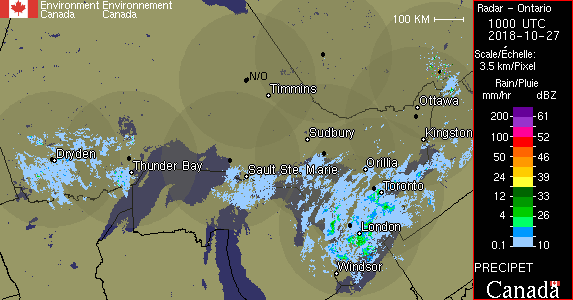 Environment Environnement
Canada Canada
100 KM
N/O
Timmins
Ottawa
Sudbury
Kingston
Dryden
Thunder Bay
Sault Ste. Marie
Orillia
Toronto
London
Windsor
Radar - Ontario
1000 UTC
2018-10-27
Scale/Échelle:
3.5 km/Pixel
Rain/Pluie
mm/hr dBZ
200 61
100 52
50 46
24 39
12 34
4 26
0.1 10
PRECIPET
Canada